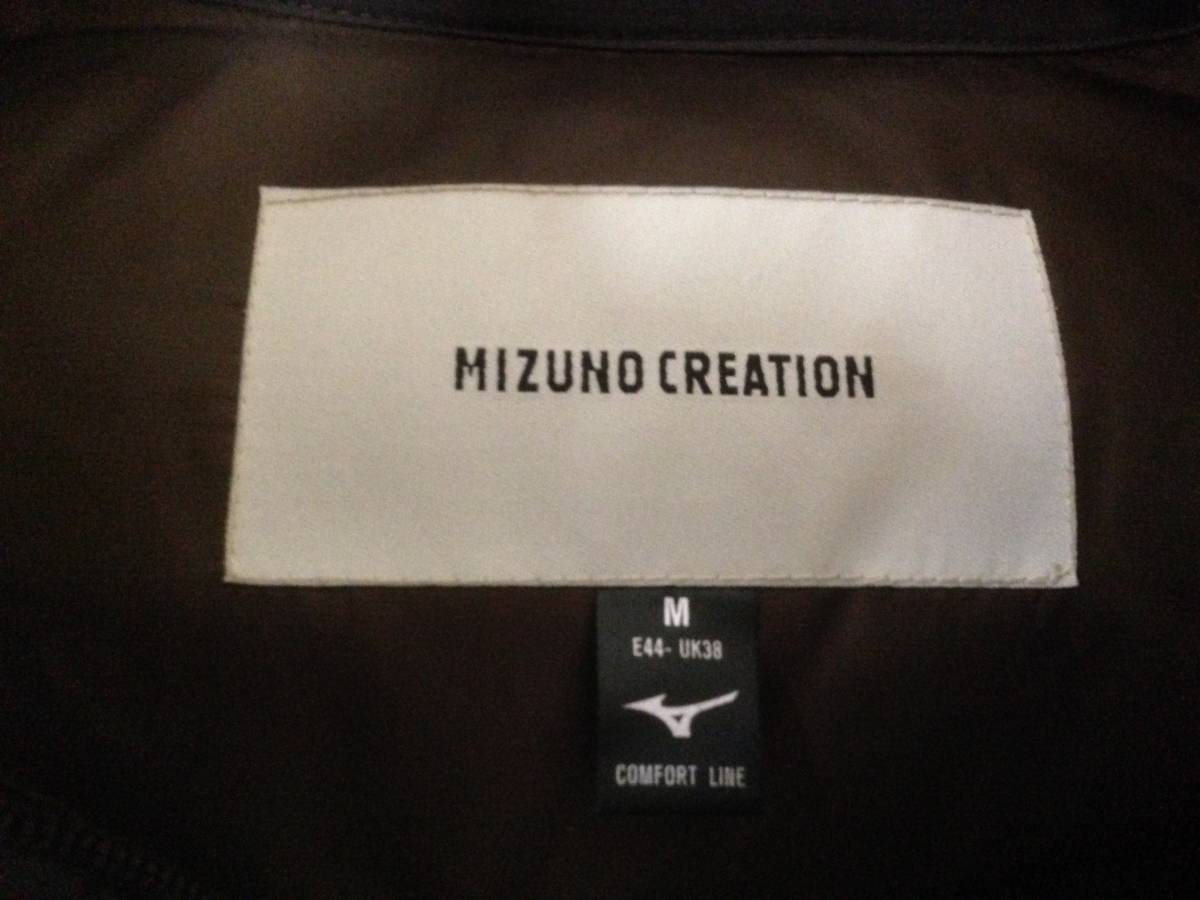 MIZUNO CREATION
M
E44- UK38
COMFORT LINE